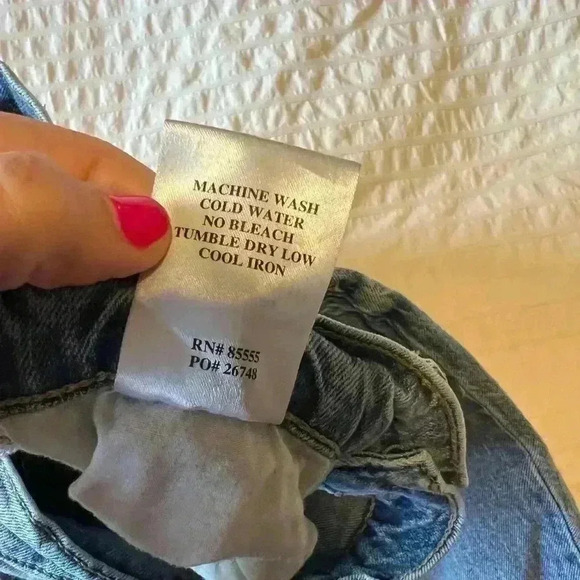 MACHINE WASH
COLD WATER
NO BLEACH
TUMBLE DRY LOW
COOL IRON
RN# 85555
PO# 26748